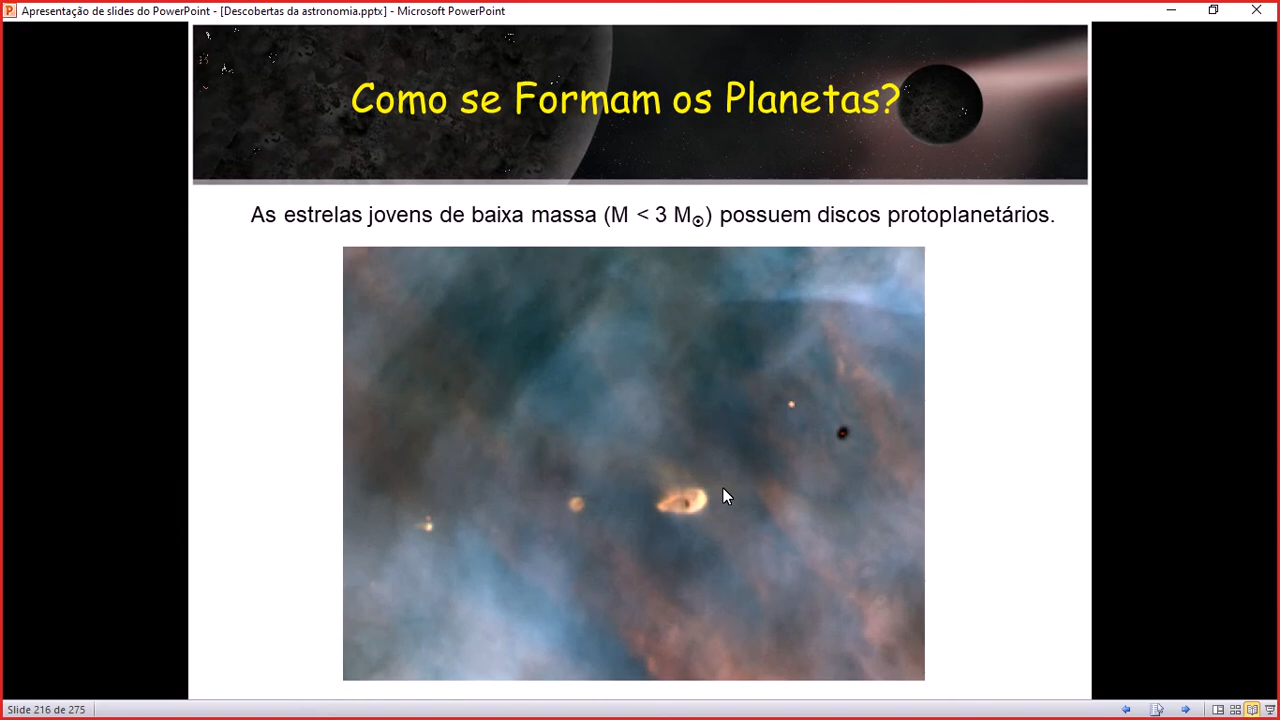 Apresentação de slides do PowerPoint - [Descobertas da astronomia.pptx] - Microsoft PowerPoint
Como se Formam os Planetas?
As estrelas jovens de baixa massa (M < 3 M☉) possuem discos protoplanetários.
Slide 216 de 275